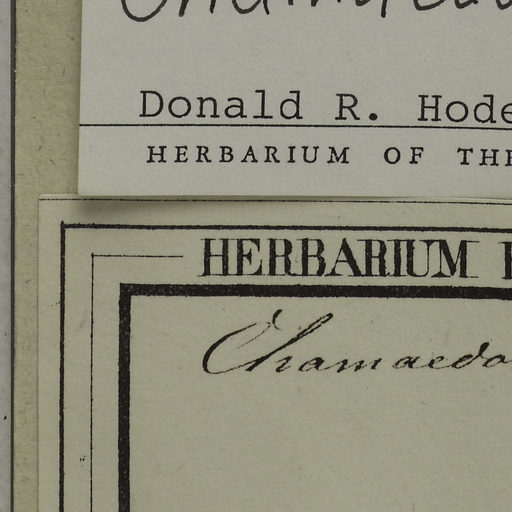 Donald R. Hode
HERBARIUM OF THE
HERBARIUM
Chamaedo